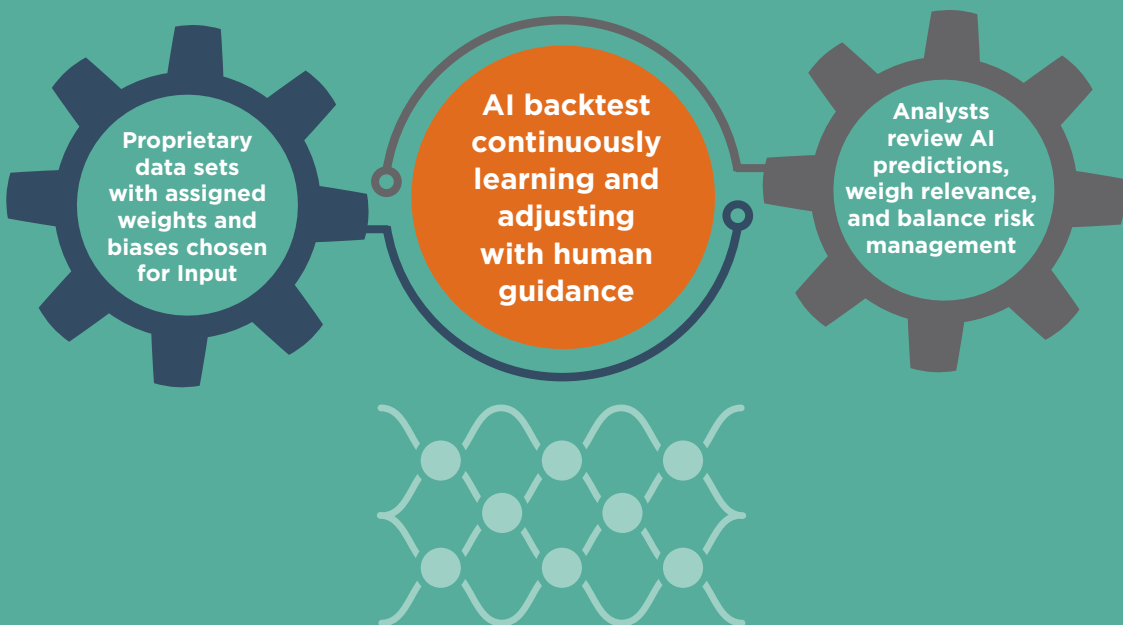 Proprietary
data sets
with assigned
weights and
biases chosen
for Input
AI backtest
continuously
learning and
adjusting
with human
guidance
Analysts
review AI
predictions,
weigh relevance,
and balance risk
management